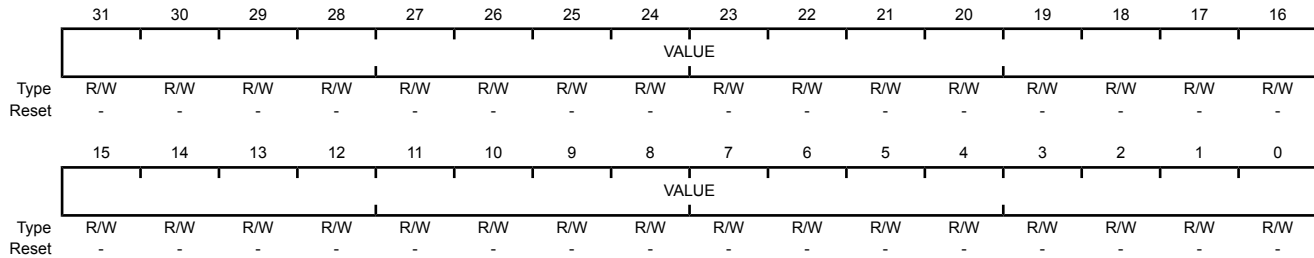 31 30 29 28 27 26 25 24 23 22 21 20 19 18 17 16
VALUE
Type R/W R/W R/W R/W R/W R/W R/W R/W R/W R/W R/W R/W R/W R/W R/W R/W
Reset - - - - - - - - - - - - - - - -
15 14 13 12 11 10 9 8 7 6 5 4 3 2 1 0
VALUE
Type R/W R/W R/W R/W R/W R/W R/W R/W R/W R/W R/W R/W R/W R/W R/W R/W
Reset - - - - - - - - - - - - - - - -